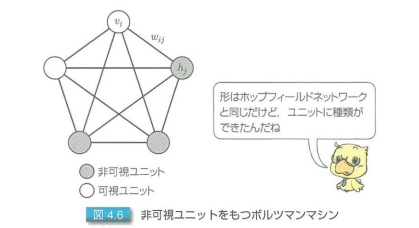 v_i
w_{ij}
h_j
形はホップフィールドネットワーク
と同じだけど，ユニットに種類が
できたんだね
非可視ユニット
可視ユニット
図 4.6 非可視ユニットをもつボルツマンマシン